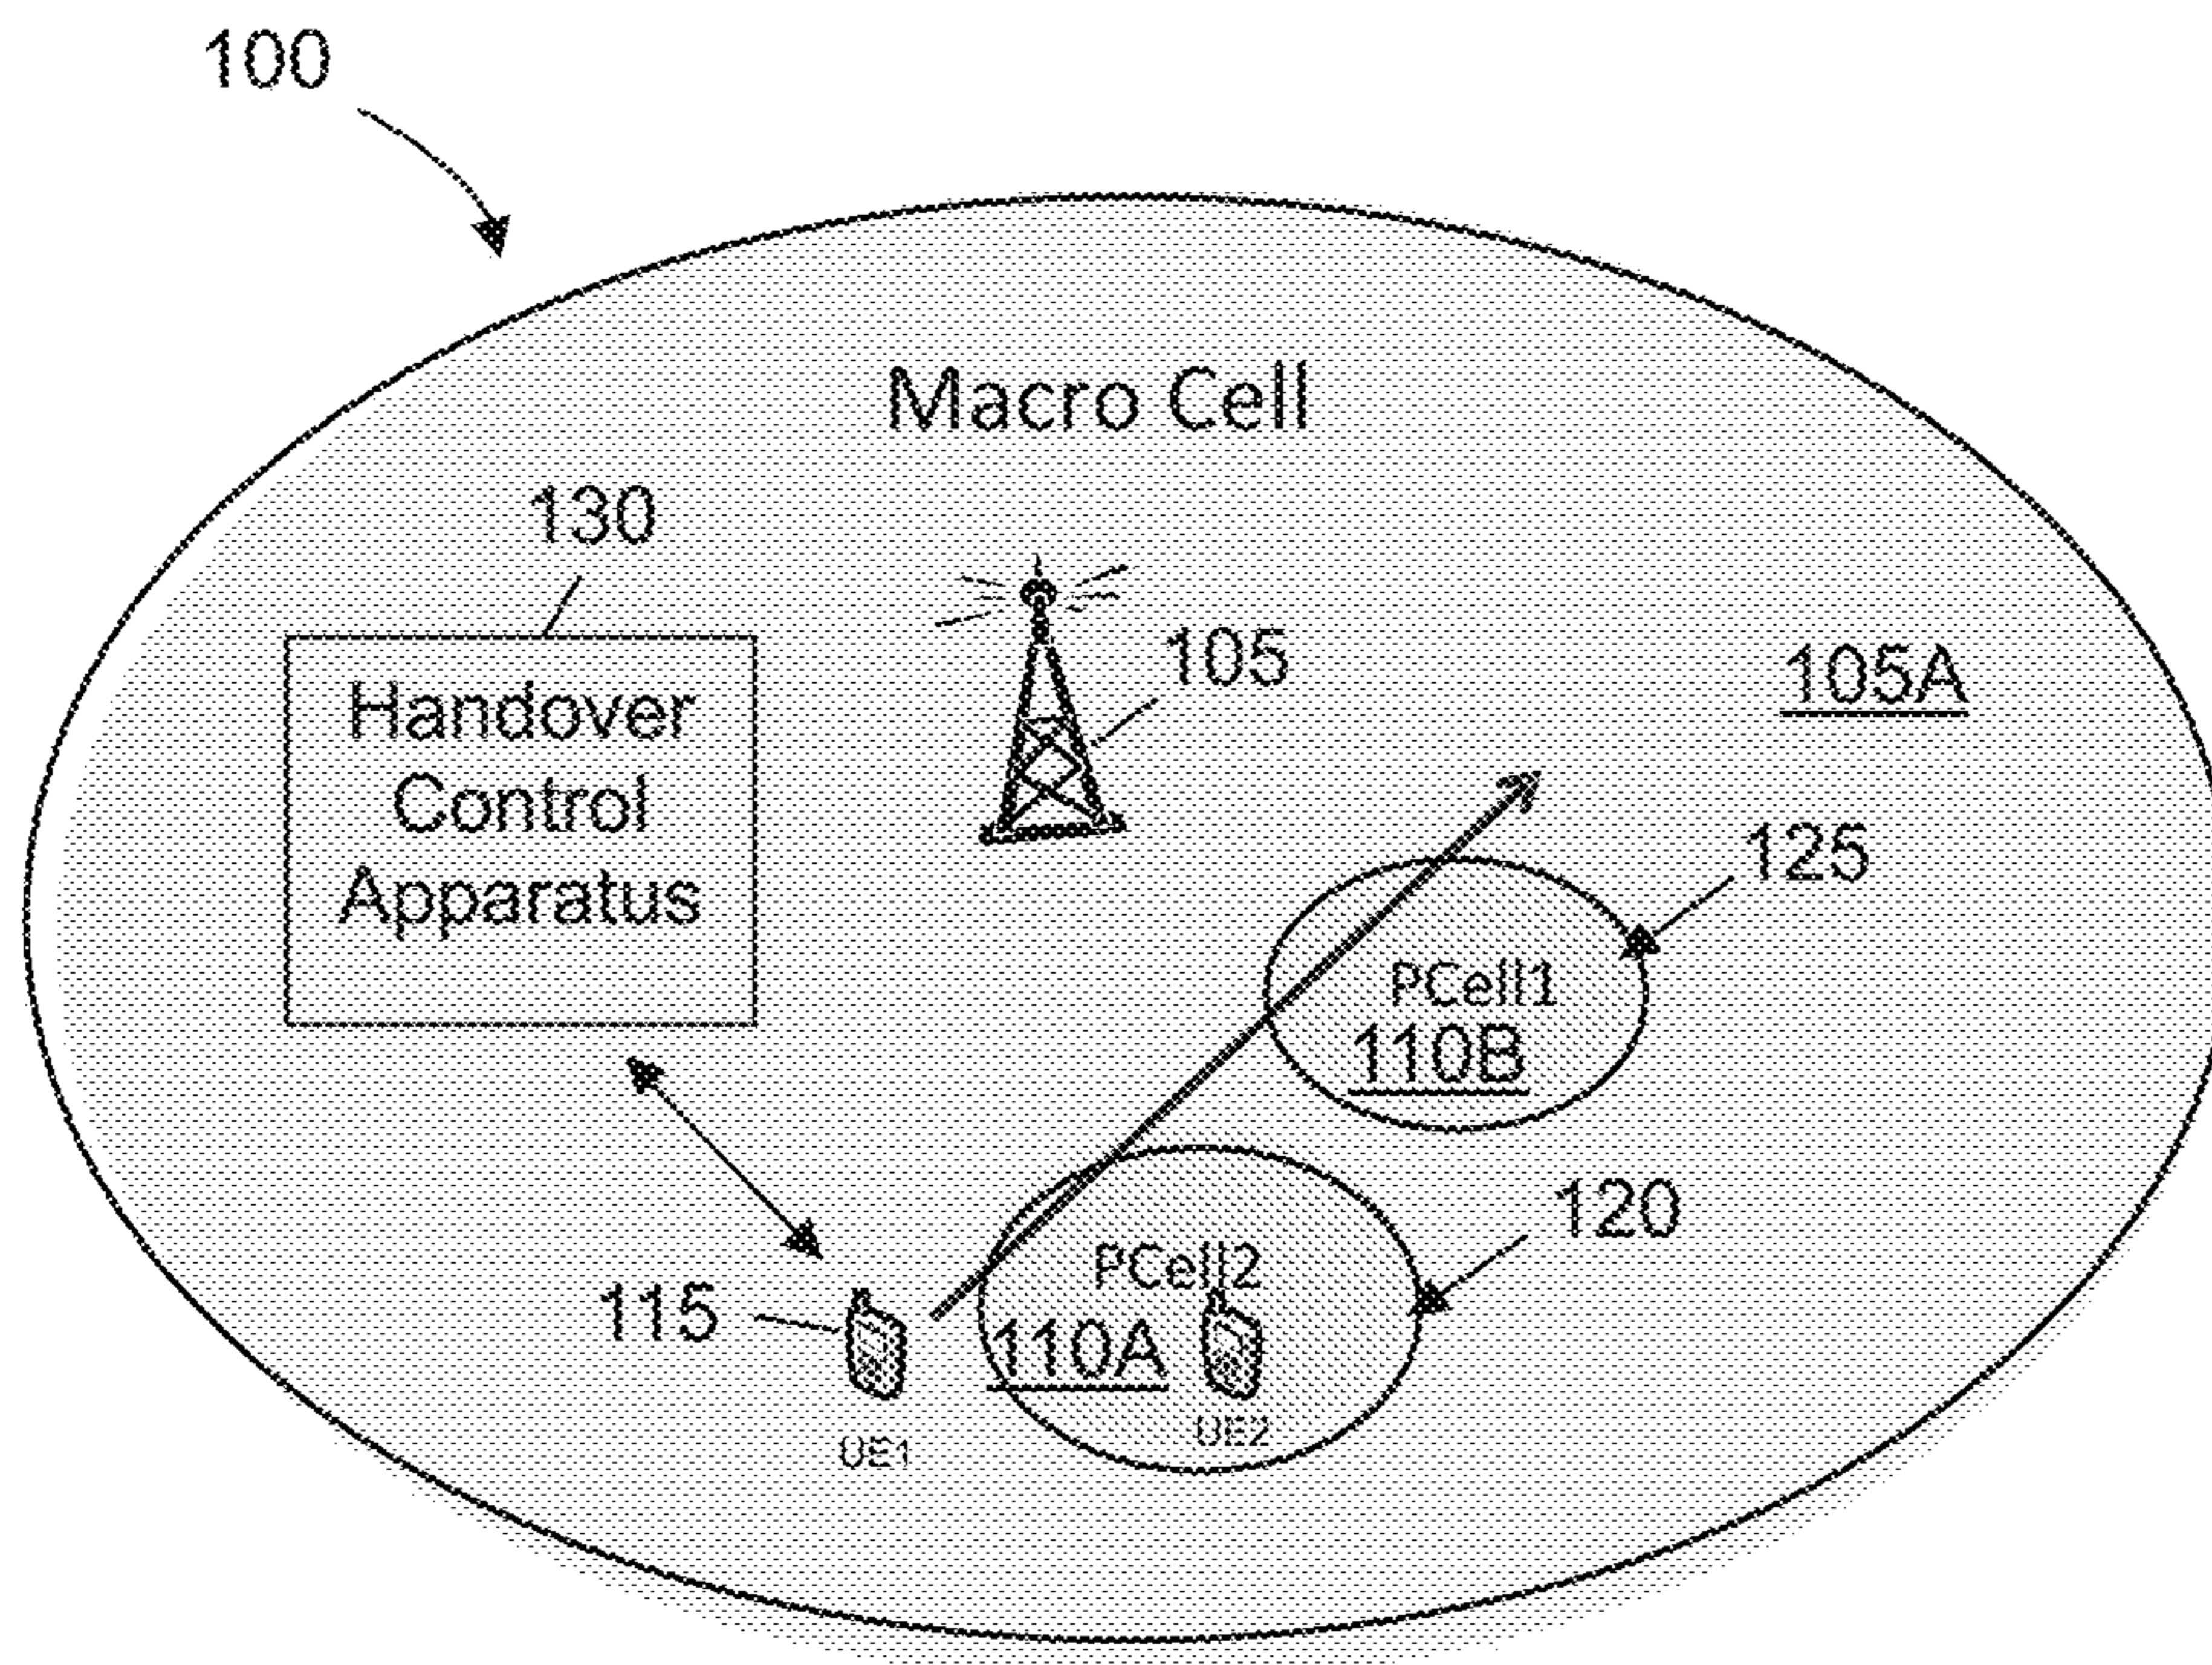 100
Macro Cell
130
Handover
Control
Apparatus
105
105A
125
PCell1
110B
120
PCell2
110A
115
UE1
UE2